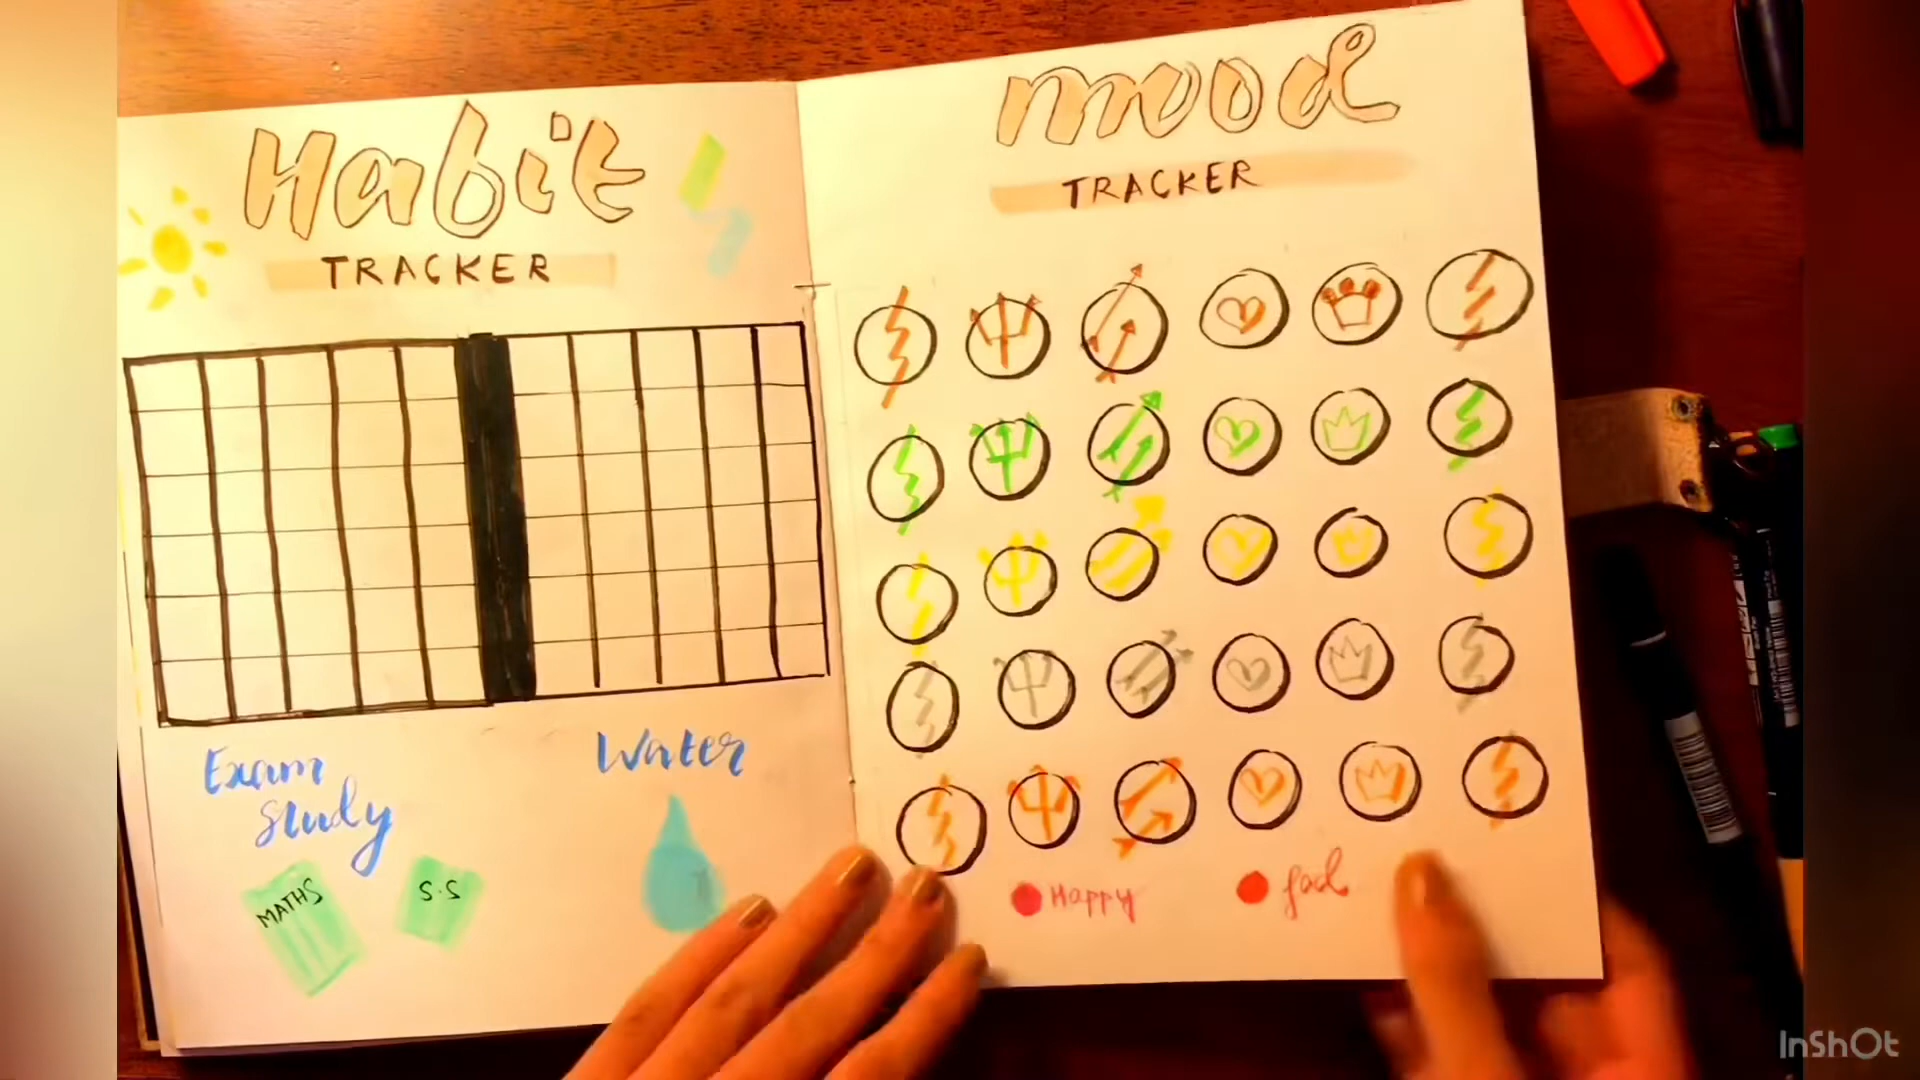 Habit
TRACKER
Exam
Study
Water
MATHS
S.S
mood
TRACKER
Happy
Sad
InShOt